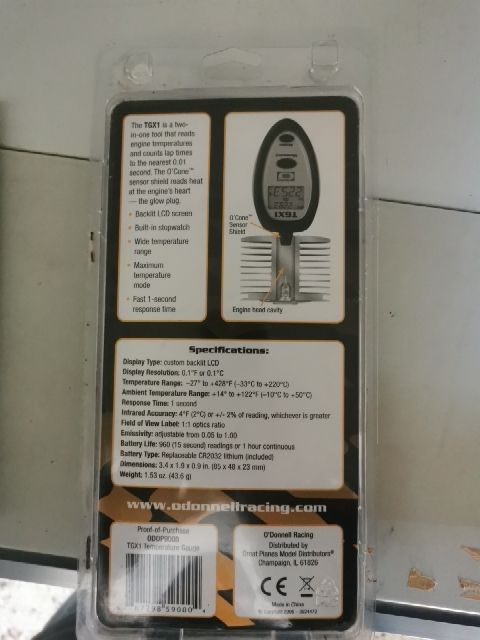 The TGX1 is a two-
in-one tool that reads
engine temperatures
and counts lap times
to the nearest 0.01
second. The O'Cone™
sensor shield reads heat
at the engine's heart
— the glow plug.
• Backlit LCD screen
• Built-in stopwatch
• Wide temperature
range
• Maximum
temperature
mode
• Fast 1-second
response time
TGX1
O'Cone™
Sensor
Shield
Engine head cavity
Specifications:
Display Type: custom backlit LCD
Display Resolution: 0.1°F or 0.1°C
Temperature Range: –27° to +428°F (–33°C to +220°C)
Ambient Temperature Range: +14° to +122°F (–10°C to +50°C)
Response Time: 1 second
Infrared Accuracy: 4°F (2°C) or +/- 2% of reading, whichever is greater
Field of View Label: 1:1 optics ratio
Emissivity: adjustable from 0.05 to 1.00
Battery Life: 960 (15 second) readings or 1 hour continuous
Battery Type: Replaceable CR2032 lithium (included)
Dimensions: 3.4 x 1.9 x 0.9 in. (85 x 48 x 23 mm)
Weight: 1.53 oz. (43.6 g)
www.odonnellracing.com
Proof-of-Purchase
ODOP9000
TGX1 Temperature Gauge
O'Donnell Racing
Distributed by
Great Planes Model Distributors®
Champaign, IL 61826
CE
Made in China